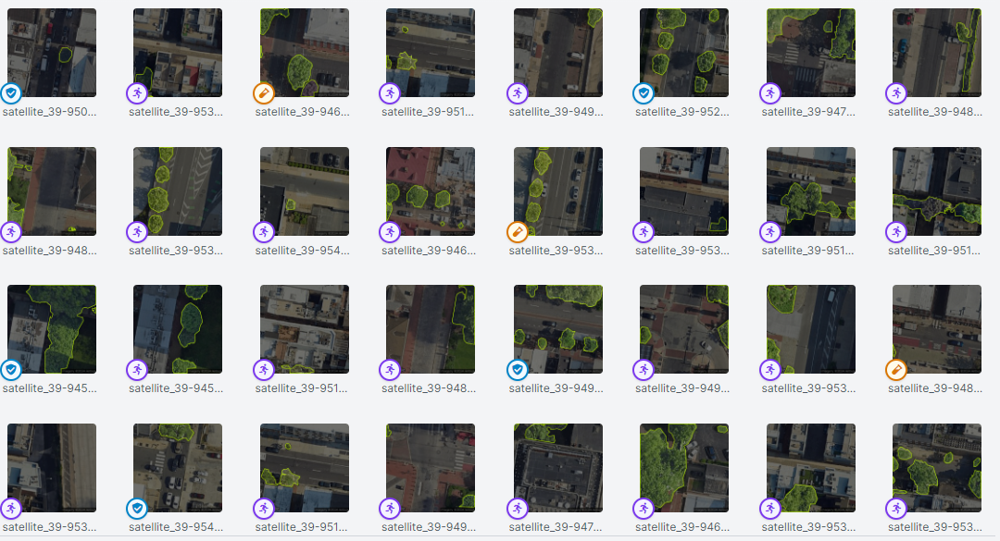 satellite_39-950... satellite_39-953... satellite_39-946... satellite_39-951... satellite_39-949... satellite_39-952... satellite_39-947... satellite_39-948...
satellite_39-948... satellite_39-953... satellite_39-954... satellite_39-946... satellite_39-953... satellite_39-953... satellite_39-951... satellite_39-951...
satellite_39-945... satellite_39-945... satellite_39-951... satellite_39-948... satellite_39-949... satellite_39-949... satellite_39-953... satellite_39-948...
satellite_39-953... satellite_39-954... satellite_39-951... satellite_39-949... satellite_39-947... satellite_39-946... satellite_39-953... satellite_39-953...